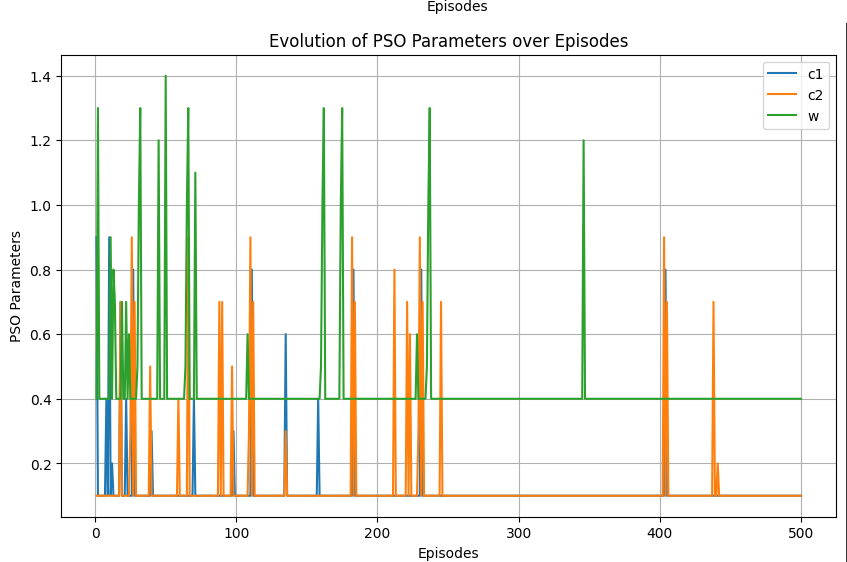 Episodes
Evolution of PSO Parameters over Episodes
c1
c2
w
1.4
1.2
1.0
0.8
0.6
0.4
0.2
PSO Parameters
0 100 200 300 400 500
Episodes